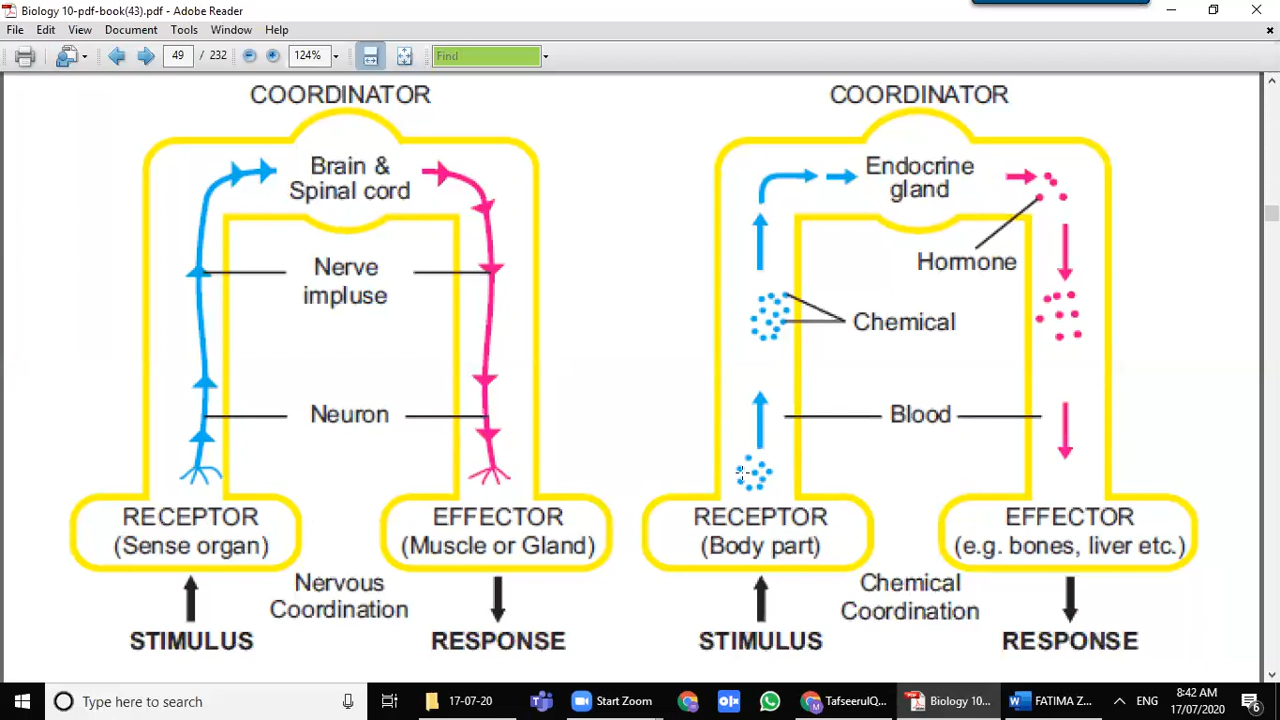 Biology 10-pdf-book(43).pdf - Adobe Reader
File Edit View Document Tools Window Help
49 / 232 124% Find
COORDINATOR
Brain &
Spinal cord
Nerve
impluse
Neuron
RECEPTOR
(Sense organ)
EFFECTOR
(Muscle or Gland)
Nervous
Coordination
STIMULUS
RESPONSE
COORDINATOR
Endocrine
gland
Hormone
Chemical
Blood
RECEPTOR
(Body part)
EFFECTOR
(e.g. bones, liver etc.)
Chemical
Coordination
STIMULUS
RESPONSE
Type here to search
17-07-20
Start Zoom
TafseerulQ...
Biology 10...
FATIMA Z...
ENG
8:42 AM
17/07/2020
6